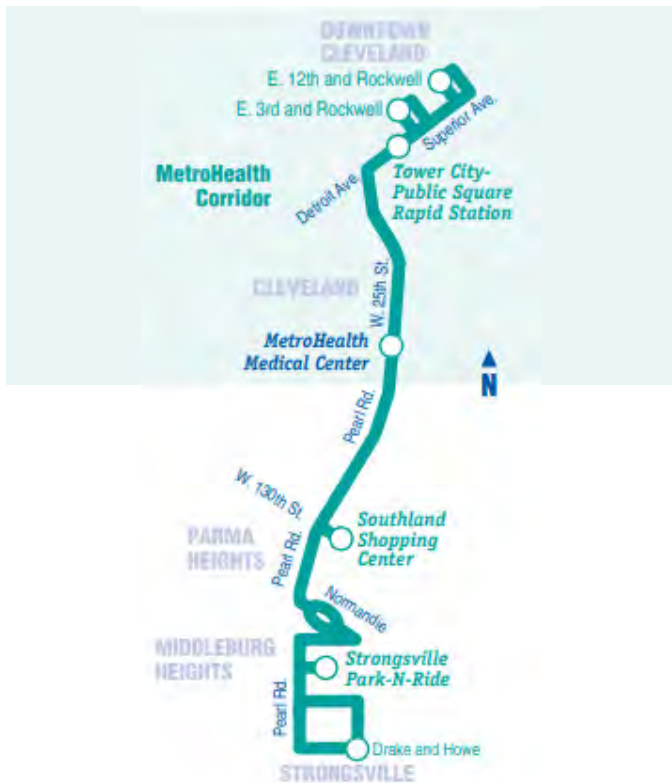 DOWNTOWN
CLEVELAND
E. 12th and Rockwell
E. 3rd and Rockwell
Superior Ave.
Tower City-
Public Square
Rapid Station
MetroHealth
Corridor
Detroit Ave.
CLEVELAND
W. 25th St.
MetroHealth
Medical Center
N
Pearl Rd.
W. 130th St.
Southland
Shopping
Center
PARMA
HEIGHTS
Pearl Rd.
Normandie
MIDDLEBURG
HEIGHTS
Strongsville
Park-N-Ride
Pearl Rd.
Drake and Howe
STRONGSVILLE